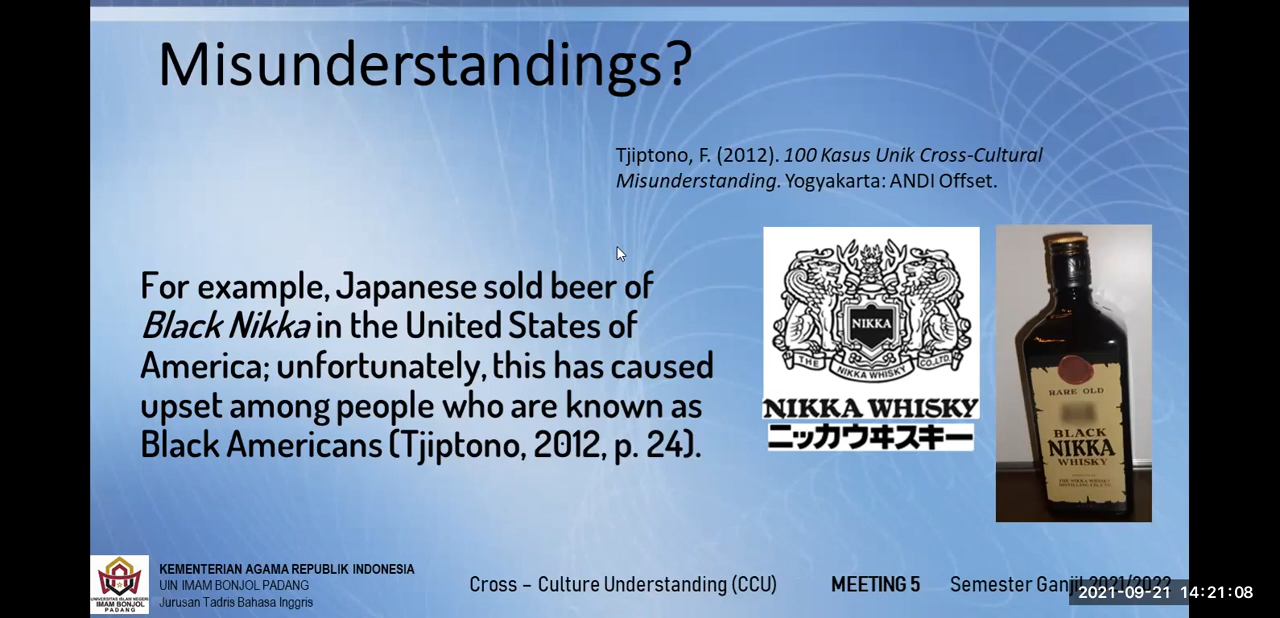 Misunderstandings?
Tjiptono, F. (2012). 100 Kasus Unik Cross-Cultural
Misunderstanding. Yogyakarta: ANDI Offset.
For example, Japanese sold beer of
Black Nikka in the United States of
America; unfortunately, this has caused
upset among people who are known as
Black Americans (Tjiptono, 2012, p. 24).
NIKKA
THE NIKKA WHISKY CO., LTD.
NIKKA WHISKY
ニッカウヰスキー
RARE OLD
BLACK
NIKKA
WHISKY
UNIVERSITAS ISLAM NEGERI
IMAM BONJOL
PADANG
KEMENTERIAN AGAMA REPUBLIK INDONESIA
UIN IMAM BONJOL PADANG
Jurusan Tadris Bahasa Inggris
Cross – Culture Understanding (CCU)
MEETING 5
Semester Ganjil 2021/2022
2021-09-21 14:21:08